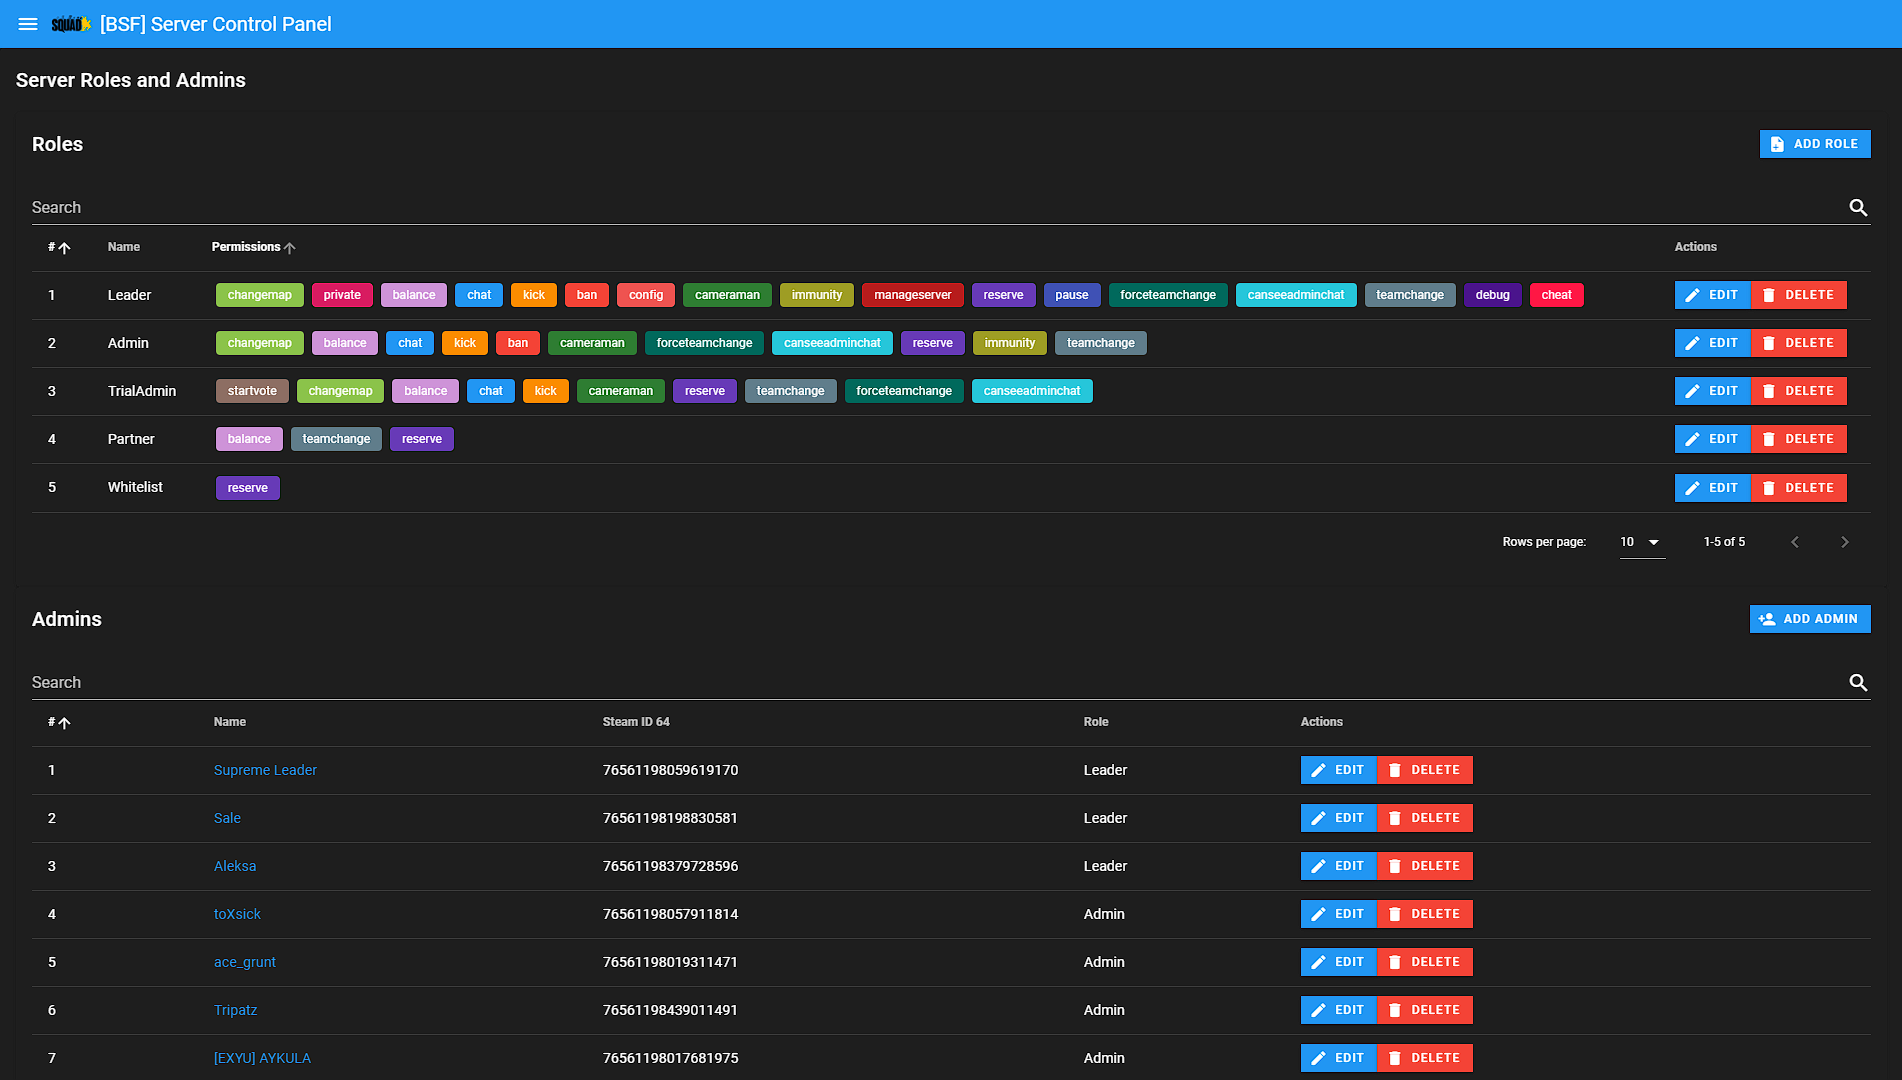 SQUAD [BSF] Server Control Panel
Server Roles and Admins
Roles ADD ROLE
Search
# Name Permissions Actions
1 Leader changemap private balance chat kick ban config cameraman immunity manageserver reserve pause forceteamchange canseeadminchat teamchange debug cheat EDIT DELETE
2 Admin changemap balance chat kick ban cameraman forceteamchange canseeadminchat reserve immunity teamchange EDIT DELETE
3 TrialAdmin startvote changemap balance chat kick cameraman reserve teamchange forceteamchange canseeadminchat EDIT DELETE
4 Partner balance teamchange reserve EDIT DELETE
5 Whitelist reserve EDIT DELETE
Rows per page: 10 1-5 of 5
Admins ADD ADMIN
Search
# Name Steam ID 64 Role Actions
1 Supreme Leader 76561198059619170 Leader EDIT DELETE
2 Sale 76561198198830581 Leader EDIT DELETE
3 Aleksa 76561198379728596 Leader EDIT DELETE
4 toXsick 76561198057911814 Admin EDIT DELETE
5 ace_grunt 76561198019311471 Admin EDIT DELETE
6 Tripatz 76561198439011491 Admin EDIT DELETE
7 [EXYU] AYKULA 76561198017681975 Admin EDIT DELETE